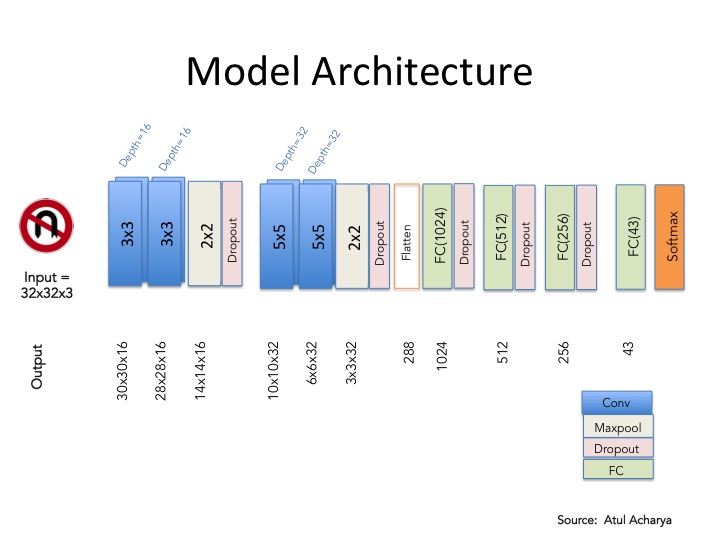 Model Architecture
Depth=16
Depth=16
Depth=32
Depth=32
3x3
3x3
2x2
Dropout
5x5
5x5
2x2
Dropout
Flatten
FC(1024)
Dropout
FC(512)
Dropout
FC(256)
Dropout
FC(43)
Softmax
Input =
32x32x3
Output
30x30x16
28x28x16
14x14x16
10x10x32
6x6x32
3x3x32
288
1024
512
256
43
Conv
Maxpool
Dropout
FC
Source: Atul Acharya